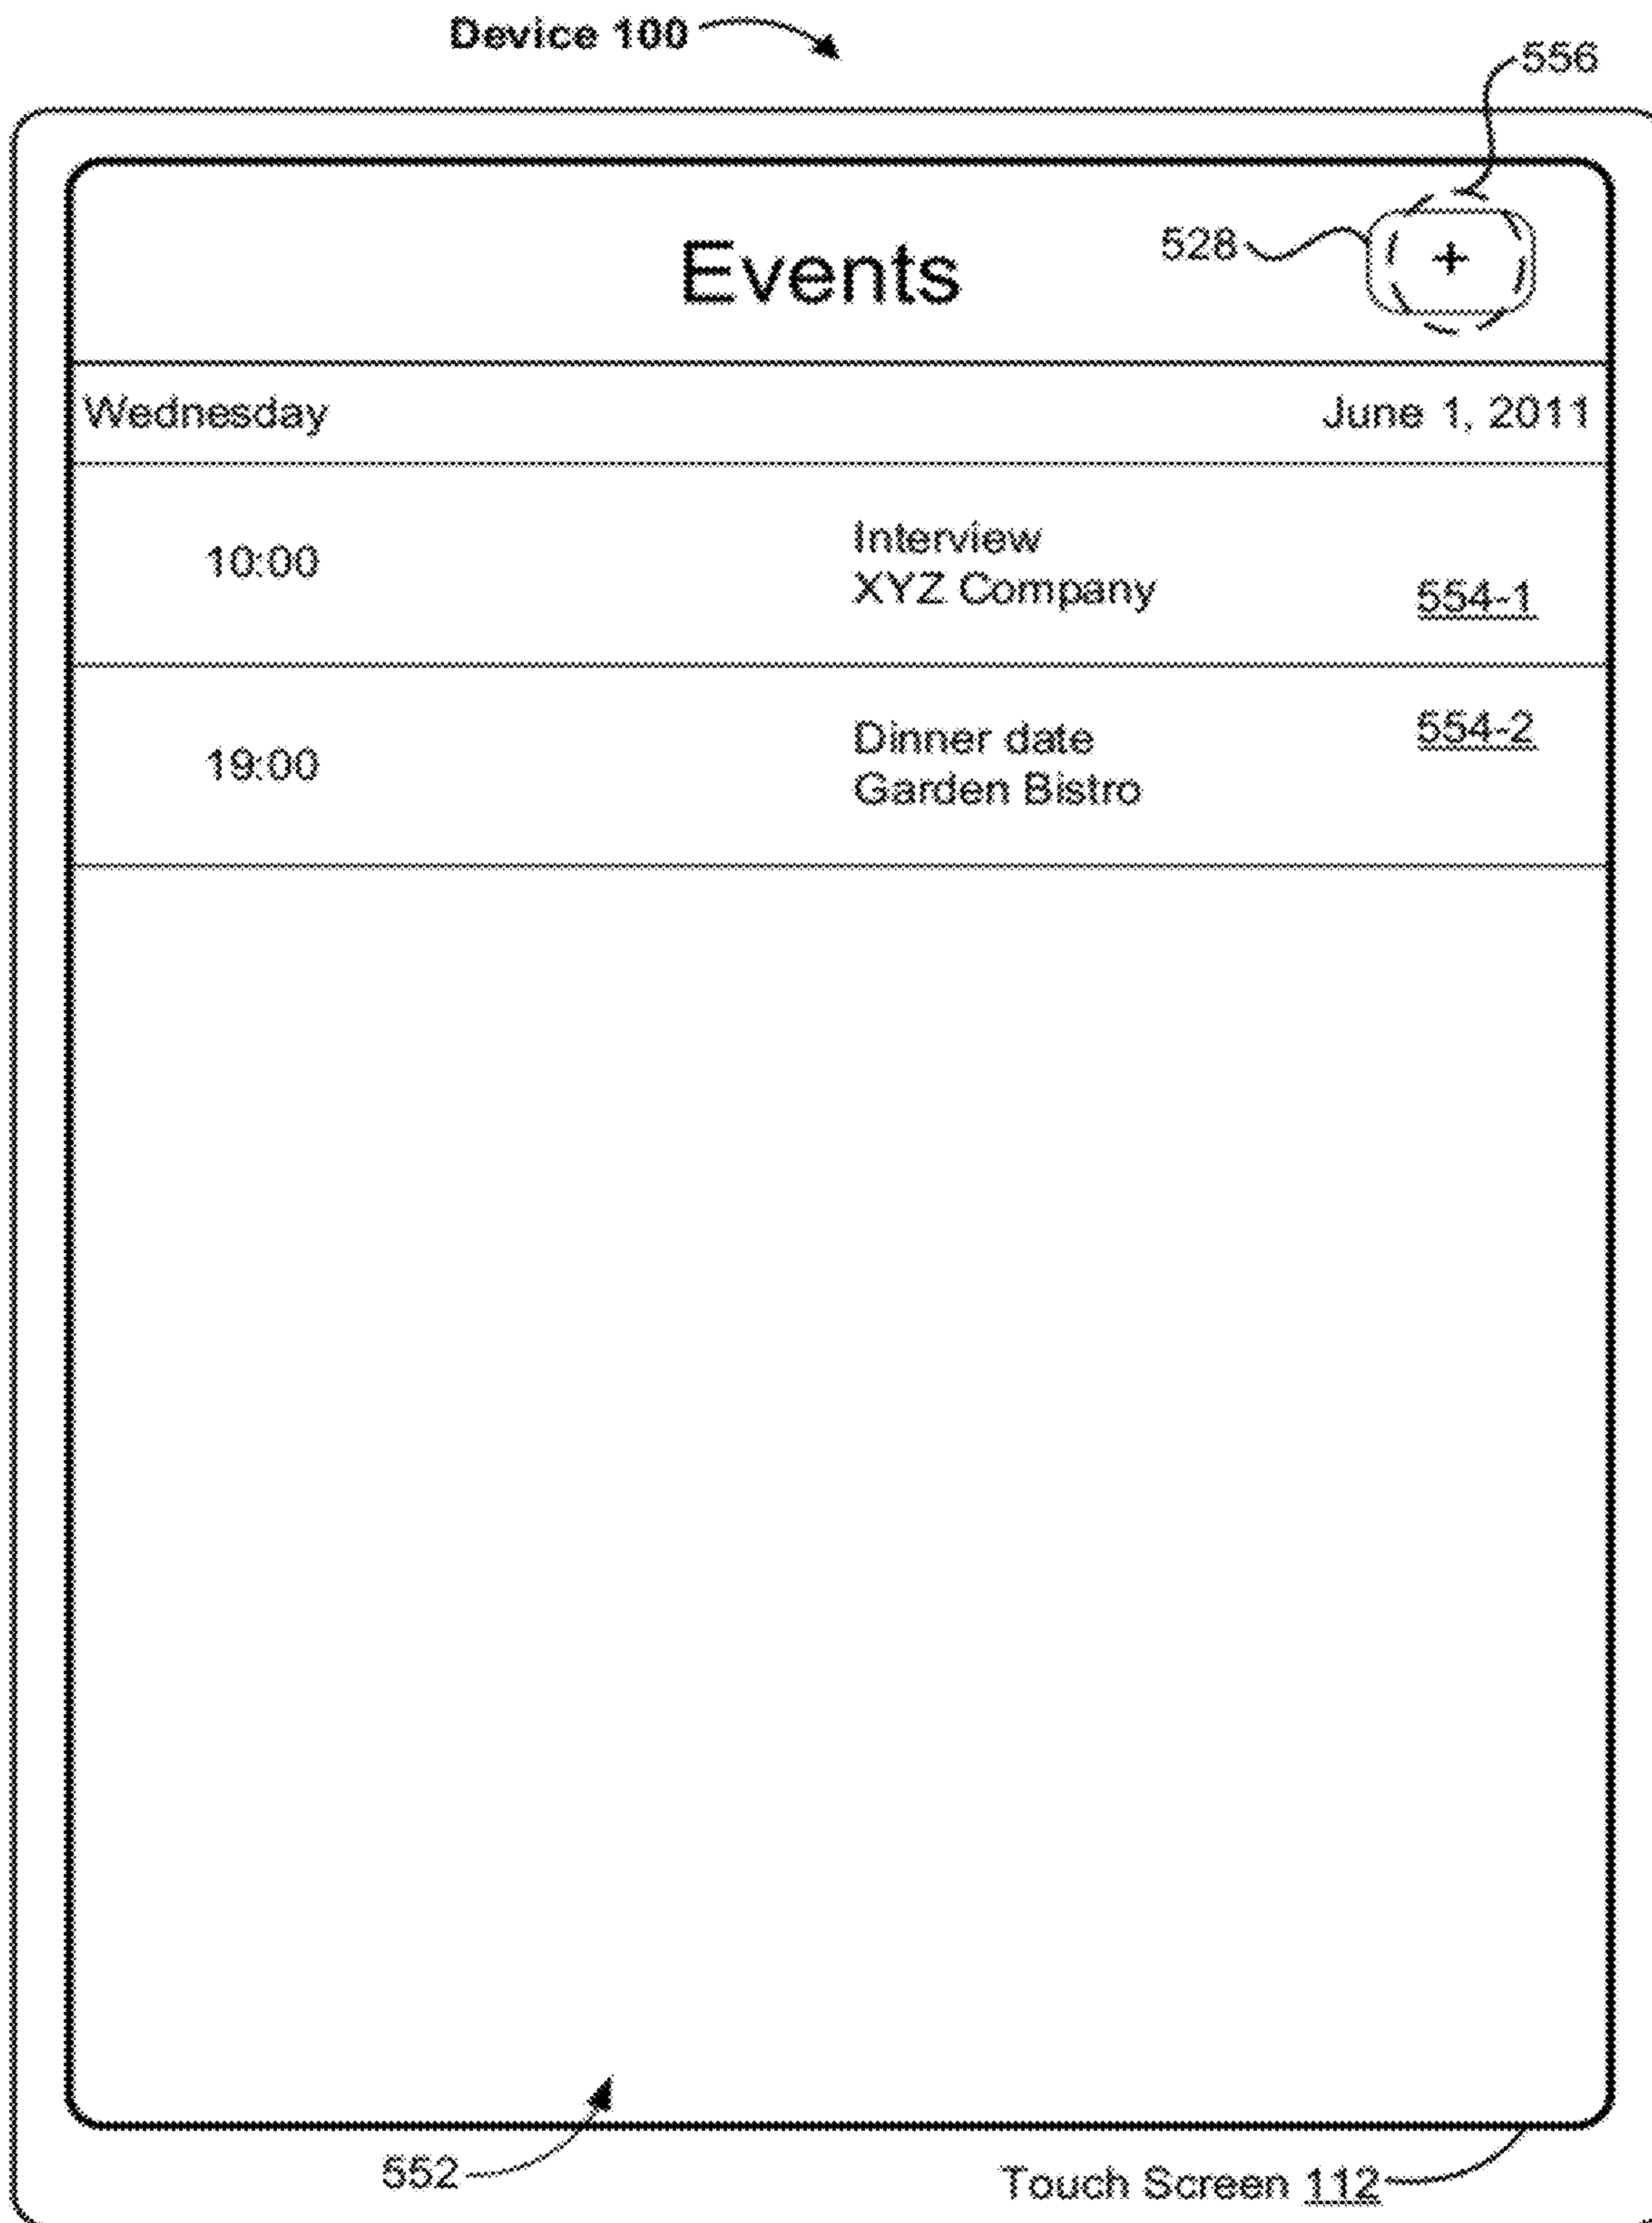 Device 100
556
528
Events
+
Wednesday
June 1, 2011
10:00
Interview
XYZ Company
554-1
19:00
Dinner date
Garden Bistro
554-2
552
Touch Screen 112